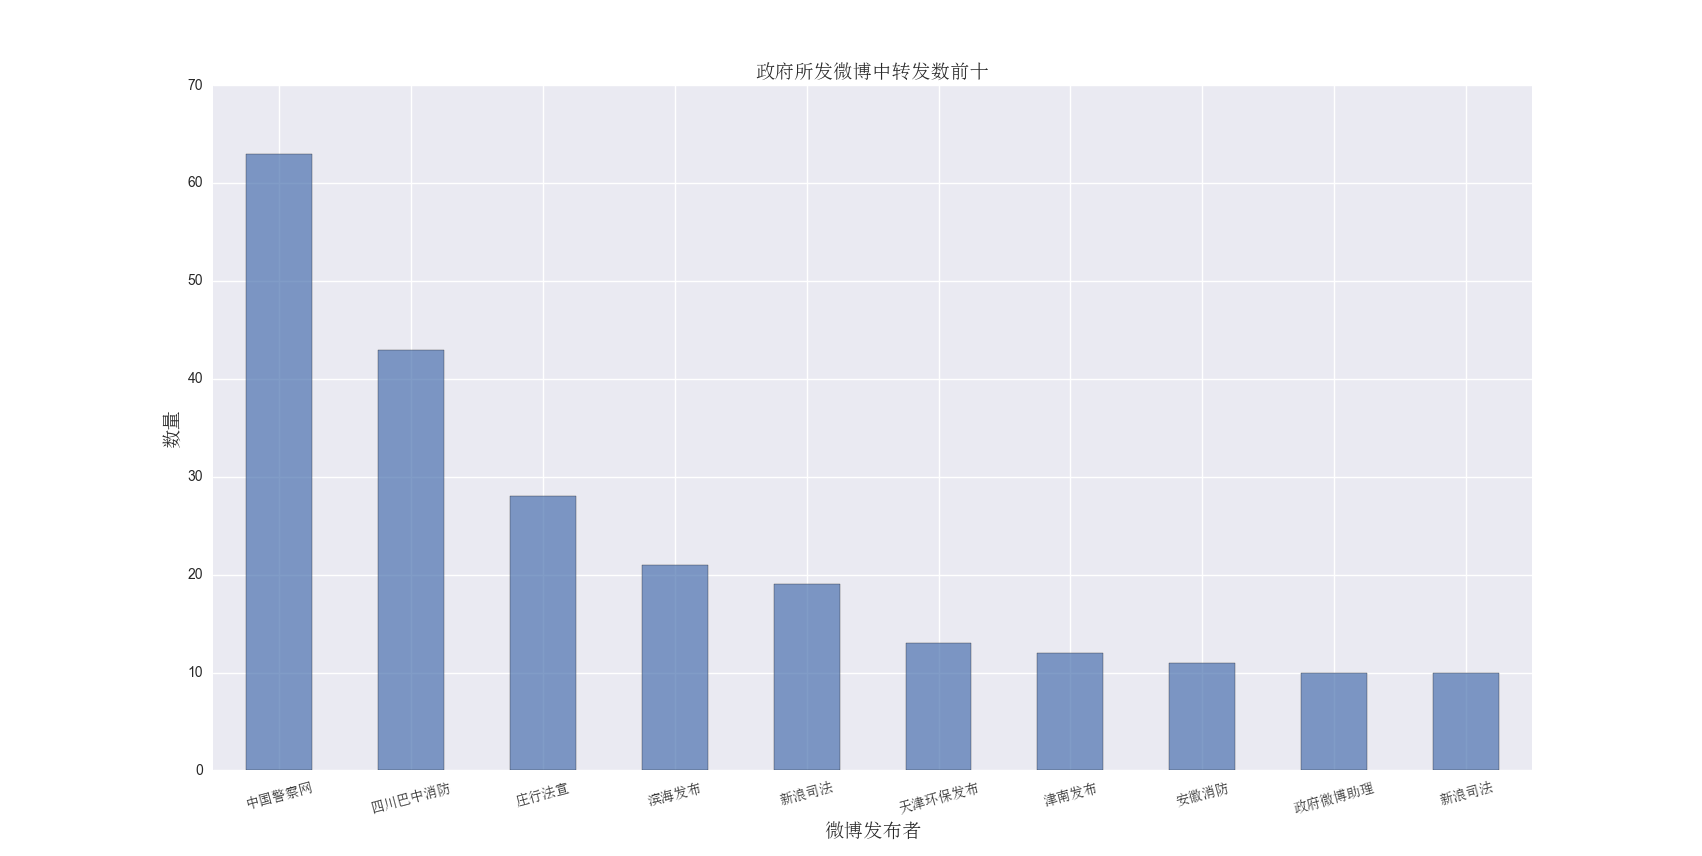 政府所发微博中转发数前十
70
60
50
40
30
20
10
0
数量
中国警察网
四川巴中消防
庄行法宣
滨海发布
新浪司法
天津环保发布
津南发布
安徽消防
政府微博助理
新浪司法
微博发布者